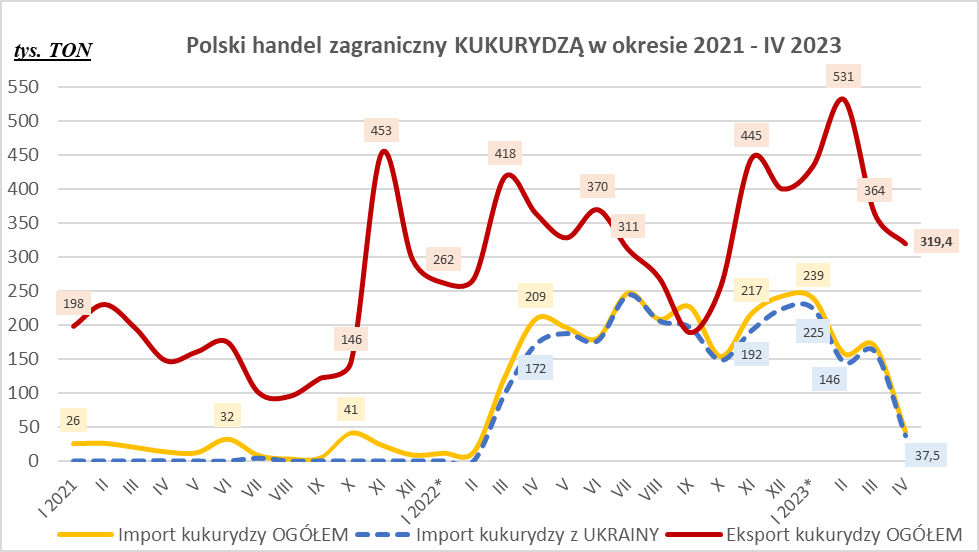 Polski handel zagraniczny KUKURYDZĄ w okresie 2021 - IV 2023
tys. TON
550
500
450
400
350
300
250
200
150
100
50
0
198
146
453
262
418
370
311
445
531
364
319,4
26
32
41
209
217
239
172
192
225
146
37,5
I 2021
II
III
IV
V
VI
VII
VIII
IX
X
XI
XII
I 2022*
II
III
IV
V
VI
VII
VIII
IX
X
XI
XII
I 2023*
II
III
IV
Import kukurydzy OGÓŁEM
Import kukurydzy z UKRAINY
Eksport kukurydzy OGÓŁEM